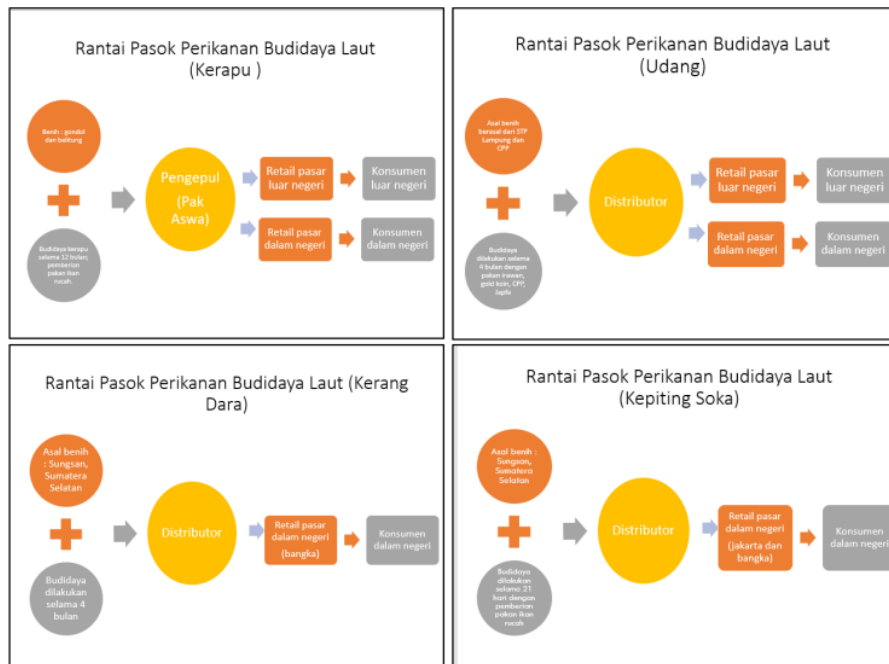 Rantai Pasok Perikanan Budidaya Laut
(Kerapu )
Benih : gondol
dan belitung
Budidaya kerapu
selama 12 bulan,
pemberian
pakan ikan
rucah.
Pengepul
(Pak
Aswa)
Retail pasar
luar negeri
Konsumen
luar negeri
Retail pasar
dalam negeri
Konsumen
dalam negeri
Rantai Pasok Perikanan Budidaya Laut
(Udang)
Asal benih
berasal dari STP
Lampung dan
CPP
Budidaya
dilakukan selama
4 bulan dengan
pakan irawan,
gold koin, CPP,
Japfa
Distributor
Retail pasar
luar negeri
Konsumen
luar negeri
Retail pasar
dalam negeri
Konsumen
dalam negeri
Rantai Pasok Perikanan Budidaya Laut (Kerang
Dara)
Asal benih
: Sungsan,
Sumatera
Selatan
Budidaya
dilakukan
selama 4
bulan
Distributor
Retail pasar
dalam negeri
(bangka)
Konsumen
dalam negeri
Rantai Pasok Perikanan Budidaya Laut
(Kepiting Soka)
Asal benih :
Sungsan,
Sumatera
Selatan
Budidaya
dilakukan
selama 21
hari dengan
pemberian
pakan ikan
rucah
Distributor
Retail pasar
dalam negeri
(jakarta dan
bangka)
Konsumen
dalam negeri